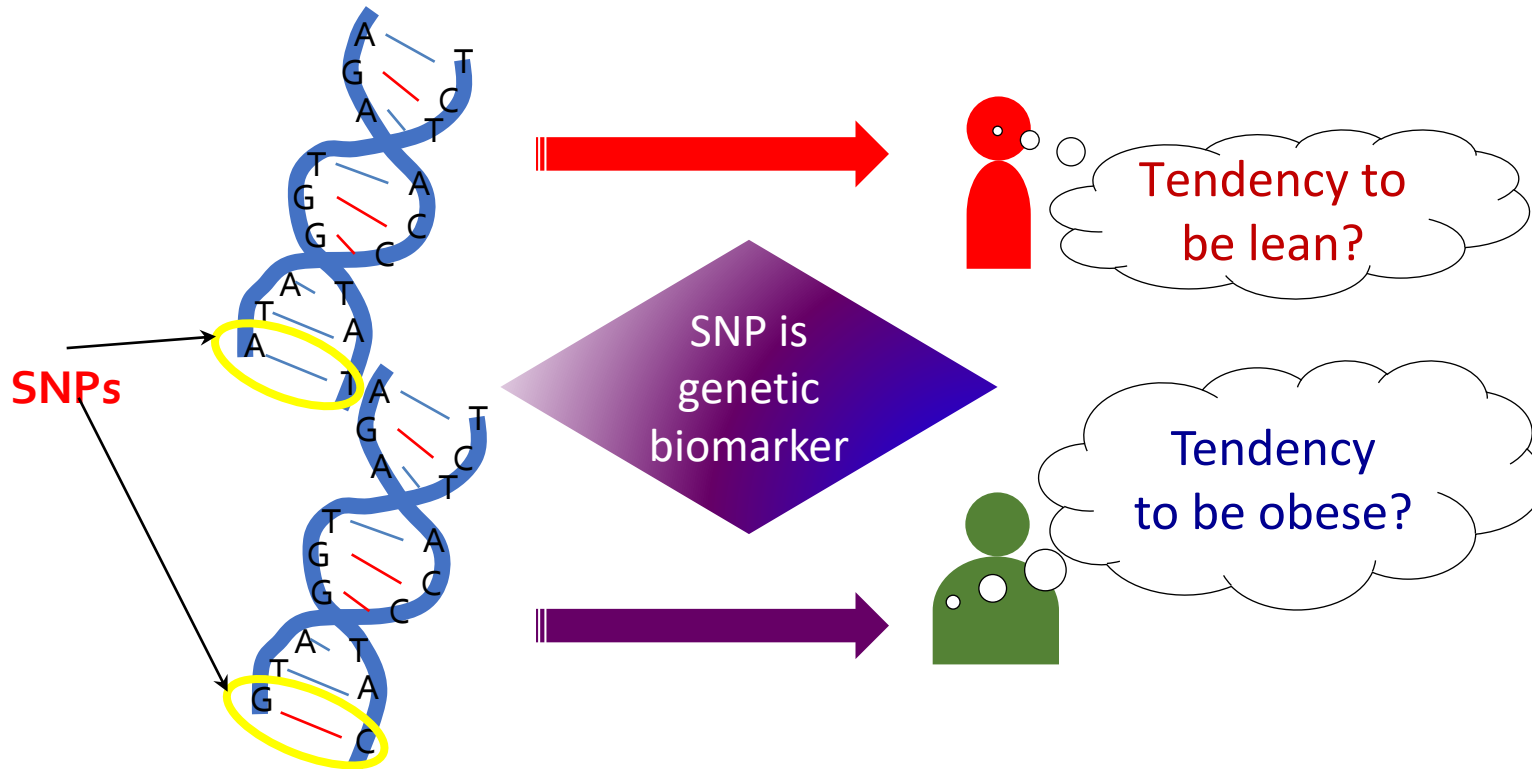 A
T
G
C
A
T
T
A
G
C
G
C
A
T
T
A
A
T
SNPs
A
T
G
C
A
T
T
A
G
C
G
C
A
T
T
A
G
C
SNP is
genetic
biomarker
Tendency to
be lean?
Tendency
to be obese?